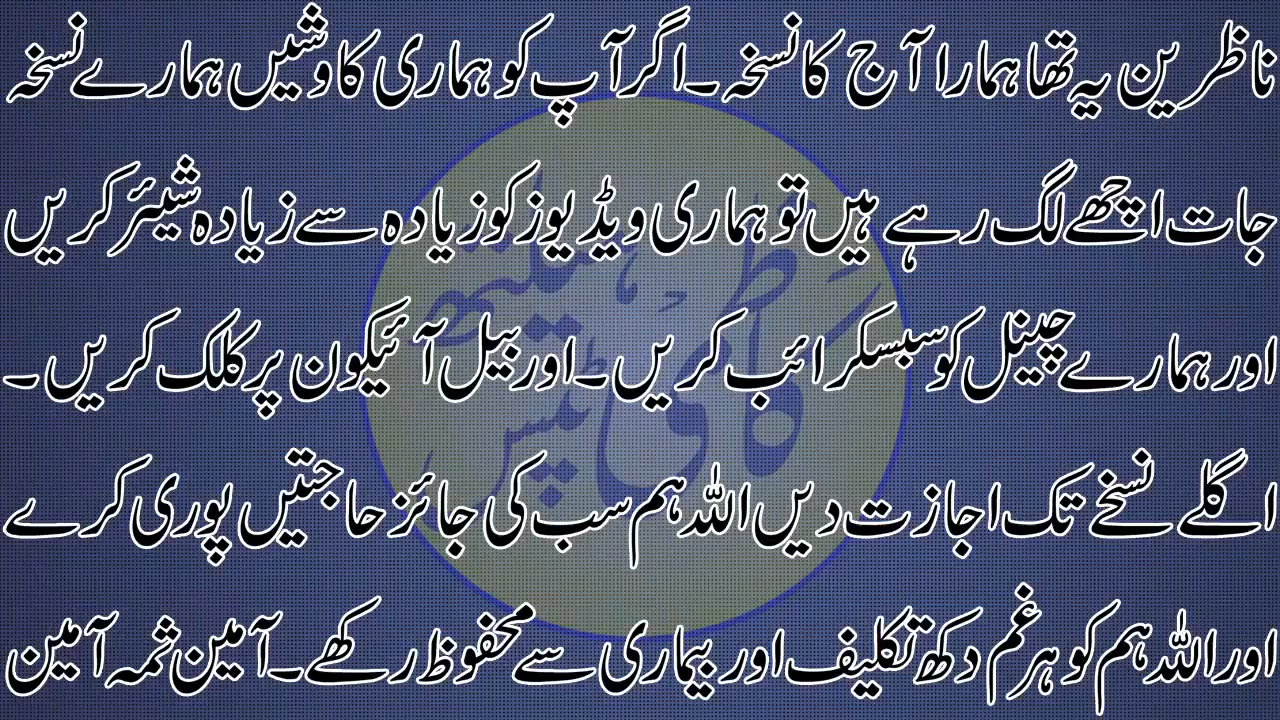 ناظرین یہ تھا ہمارا آج کا نسخہ۔ اگر آپ کو ہماری کاوشیں ہمارے نسخہ
جات اچھے لگ رہے ہیں تو ہماری ویڈیوز کو زیادہ سے زیادہ شیئر کریں
اور ہمارے چینل کو سبسکرائب کریں۔ اور بیل آئیکون پر کلک کریں۔
اگلے نسخے تک اجازت دیں اللہ ہم سب کی جائز حاجتیں پوری کرے
اور اللہ ہم کو ہر غم دکھ تکلیف اور بیماری سے محفوظ رکھے۔ آمین ثمہ آمین
ہیلتھ
ٹپس